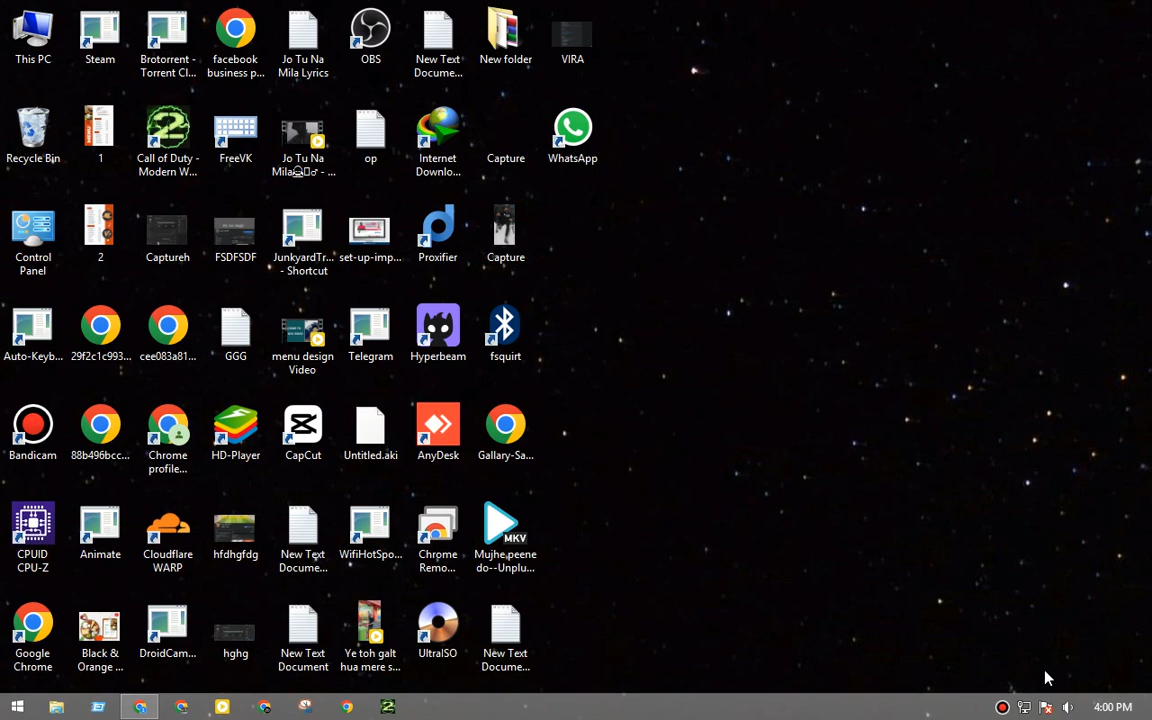 This PC
Steam
Brotorrent -
Torrent Cl...
facebook
business p...
Jo Tu Na
Mila Lyrics
OBS
New Text
Docume...
New folder
VIRA
Recycle Bin
1
Call of Duty -
Modern W...
FreeVK
Jo Tu Na
op
Internet
Downlo...
Capture
WhatsApp
Control
Panel
2
Captureh
FSDFSDF
JunkyardTr...
- Shortcut
set-up-imp...
Proxifier
Capture
Auto-Keyb...
29f2c1c993...
cee083a81...
GGG
menu design
Video
Telegram
Hyperbeam
fsquirt
Bandicam
88b496bcc...
Chrome
profile...
HD-Player
CapCut
Untitled.aki
AnyDesk
Gallary-Sa...
CPUID
CPU-Z
Animate
Cloudflare
WARP
hfdhgfdg
New Text
Docume...
WifiHotSpo...
Chrome
Remo...
MKV
Mujhe peene
do--Unplu...
Google
Chrome
Black &
Orange ...
DroidCam...
hghg
New Text
Document
Ye toh galt
hua mere s...
UltraISO
New Text
Docume...
4:00 PM